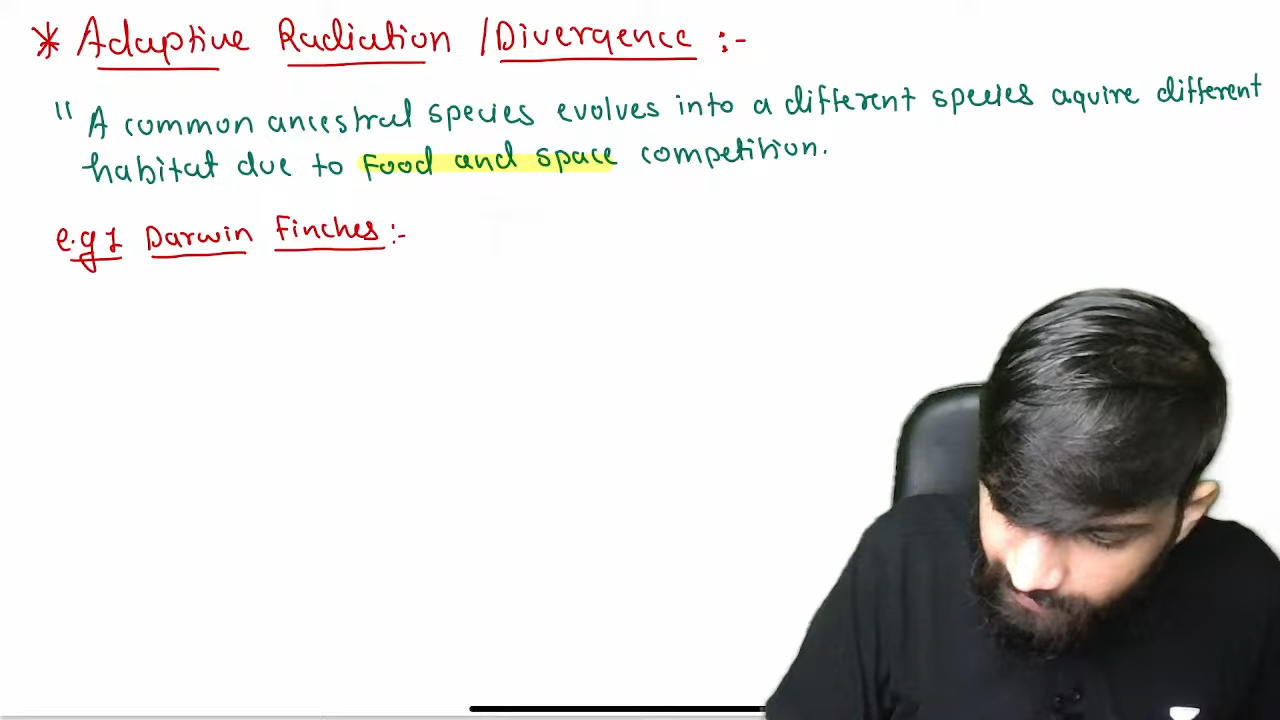 * Adaptive Radiation / Divergence :-
" A common ancestral species evolves into a different species aquire different
habitat due to Food and space competition.
e.g 1 Darwin Finches :-